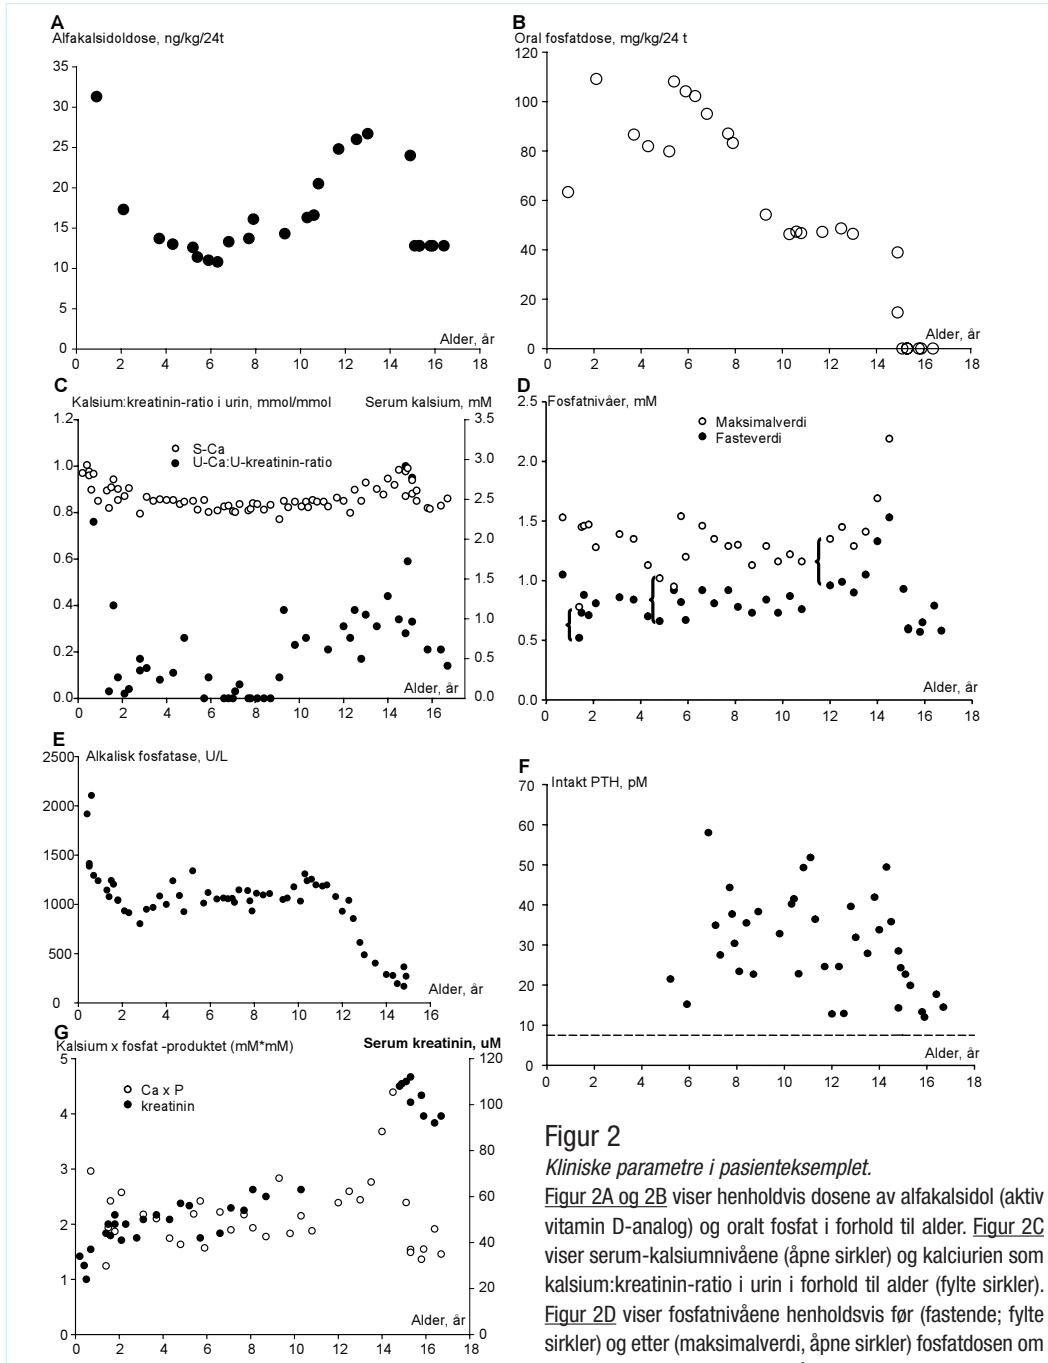 A
Alfakalsidoldose, ng/kg/24t
35
30
25
20
15
10
5
0
Alder, år
0 2 4 6 8 10 12 14 16 18
B
Oral fosfatdose, mg/kg/24 t
120
100
80
60
40
20
0
Alder, år
0 2 4 6 8 10 12 14 16 18
C
Kalsium:kreatinin-ratio i urin, mmol/mmol
Serum kalsium, mM
1.2
1.0
0.8
0.6
0.4
0.2
0.0
S-Ca
U-Ca:U-kreatinin-ratio
3.5
3.0
2.5
2.0
1.5
1.0
0.5
0.0
Alder, år
0 2 4 6 8 10 12 14 16
D
Fosfatnivåer, mM
2.5
2.0
1.5
1.0
0.5
0.0
Maksimalverdi
Fasteverdi
Alder, år
0 2 4 6 8 10 12 14 16 18
E
Alkalisk fosfatase, U/L
2500
2000
1500
1000
500
0
Alder, år
0 2 4 6 8 10 12 14 16
F
Intakt PTH, pM
70
60
50
40
30
20
10
0
Alder, år
0 2 4 6 8 10 12 14 16 18
G
Kalsium x fosfat -produktet (mM*mM)
Serum kreatinin, uM
5
4
3
2
1
0
Ca x P
kreatinin
120
100
80
60
40
20
0
Alder, år
0 2 4 6 8 10 12 14 16 18
Figur 2
Kliniske parametre i pasienteksemplet.
Figur 2A og 2B viser henholdvis dosene av alfakalsidol (aktiv
vitamin D-analog) og oralt fosfat i forhold til alder. Figur 2C
viser serum-kalsiumnivåene (åpne sirkler) og kalciurien som
kalsium:kreatinin-ratio i urin i forhold til alder (fylte sirkler).
Figur 2D viser fosfatnivåene henholdsvis før (fastende; fylte
sirkler) og etter (maksimalverdi, åpne sirkler) fosfatdosen om